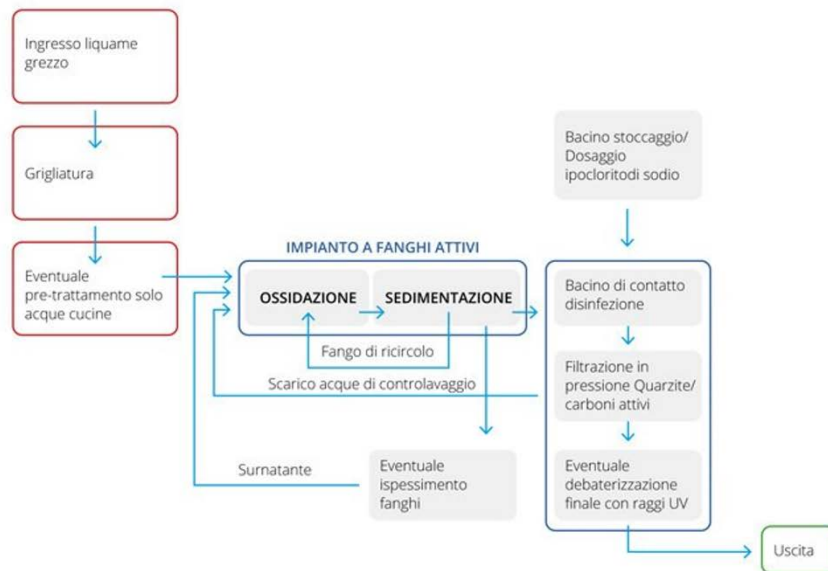 Ingresso liquame
grezzo
Grigliatura
Eventuale
pre-trattamento solo
acque cucine
IMPIANTO A FANGHI ATTIVI
OSSIDAZIONE
SEDIMENTAZIONE
Fango di ricircolo
Scarico acque di controlavaggio
Surnatante
Eventuale
ispessimento
fanghi
Bacino stoccaggio/
Dosaggio
ipocloritodi sodio
Bacino di contatto
disinfezione
Filtrazione in
pressione Quarzite/
carboni attivi
Eventuale
debaterizzazione
finale con raggi UV
Uscita